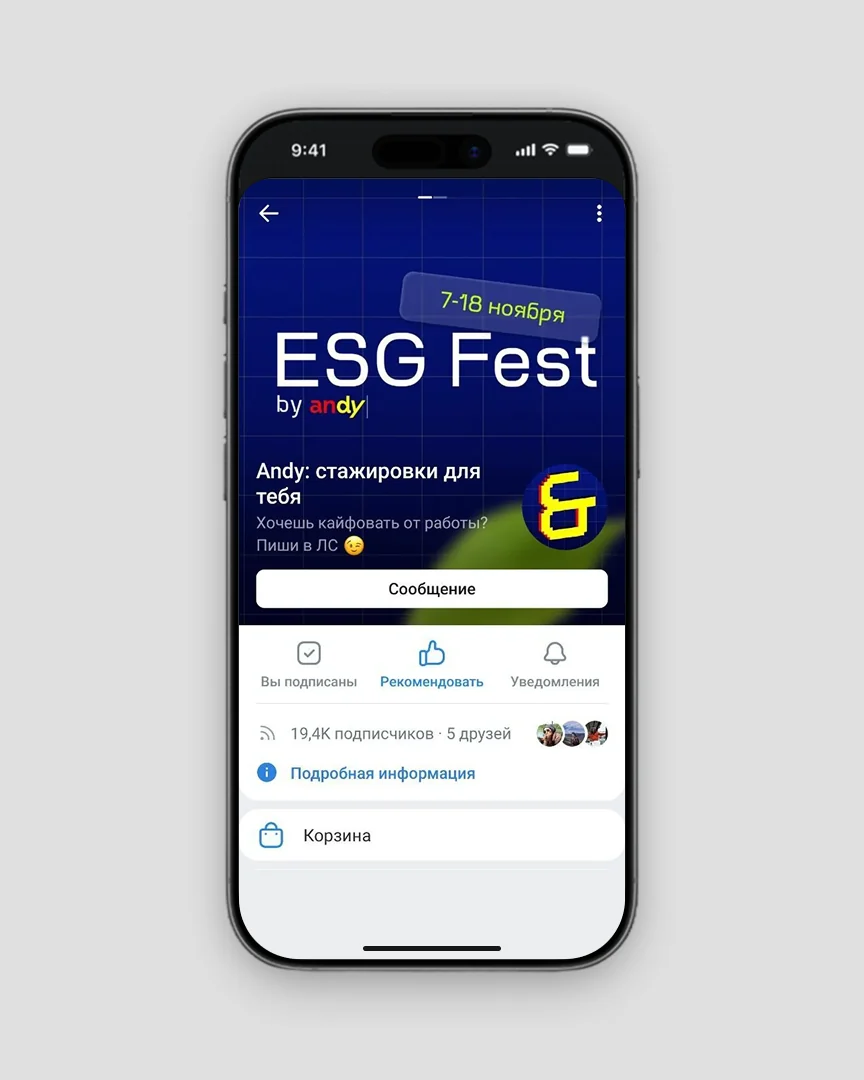 9:41
7-18 ноября
ESG Fest
by andy
Andy: стажировки для
тебя
Хочешь кайфовать от работы?
Пиши в ЛС 😉
Сообщение
Вы подписаны
Рекомендовать
Уведомления
19,4K подписчиков · 5 друзей
Подробная информация
Корзина